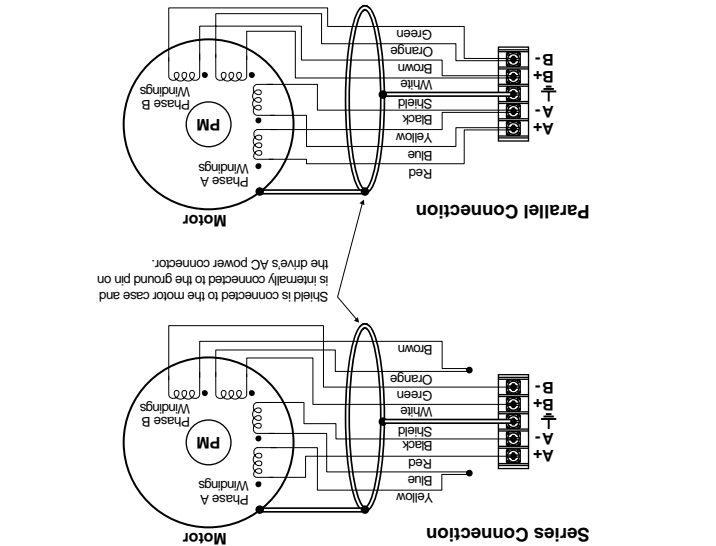 Series Connection
Motor
Yellow
Blue
Red
Black
Shield
White
Green
Orange
Brown
A+
A -
B+
B -
Phase A
Windings
PM
Phase B
Windings
Shield is connected to the motor case and
is internally connected to the ground pin on
the drive's AC power connector.
Parallel Connection
Motor
Red
Blue
Yellow
Black
Shield
White
Brown
Orange
Green
A+
A -
B+
B -
Phase A
Windings
PM
Phase B
Windings